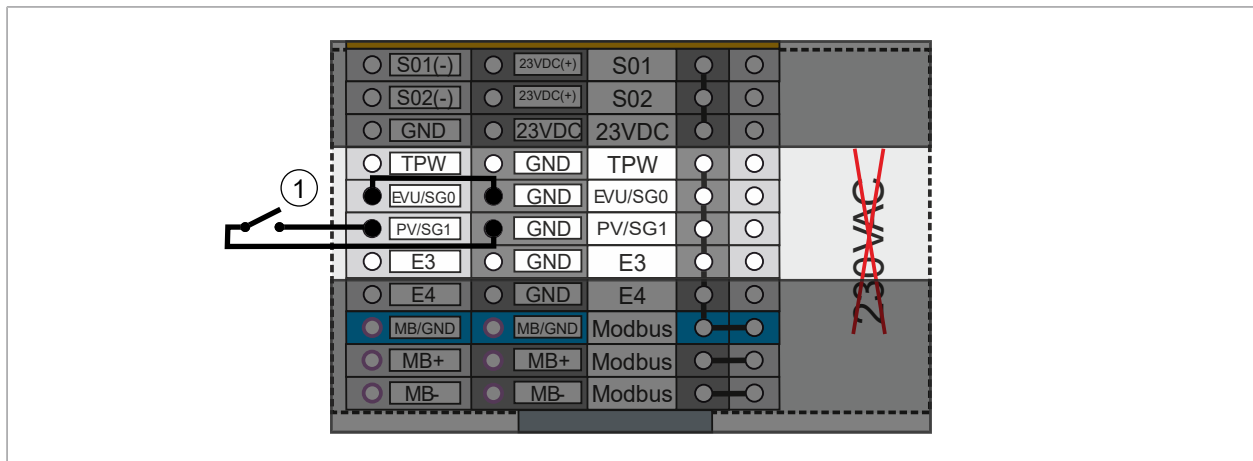 S01(-) 23VDC(+) S01
S02(-) 23VDC(+) S02
GND 23VDC 23VDC
TPW GND TPW
1 EVU/SG0 GND EVU/SG0
PV/SG1 GND PV/SG1
E3 GND E3
E4 GND E4
MB/GND MB/GND Modbus
MB+ MB+ Modbus
MB- MB- Modbus
230VAC